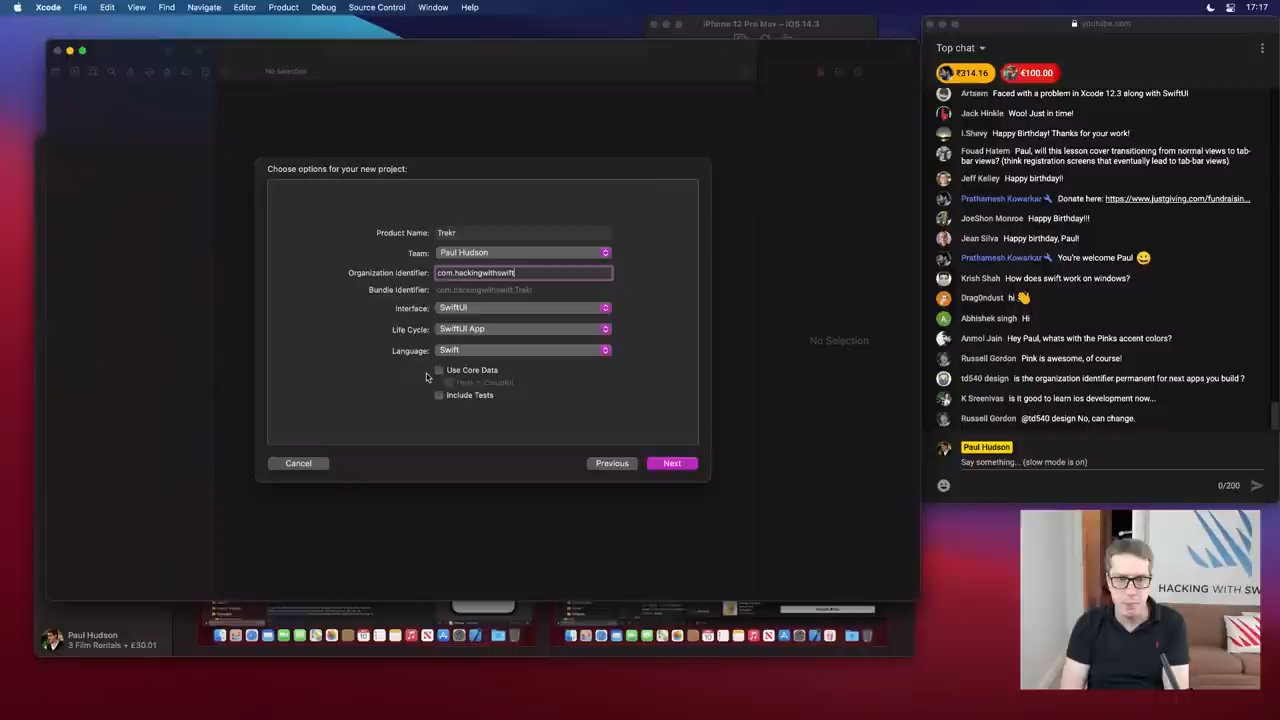 Xcode File Edit View Find Navigate Editor Product Debug Source Control Window Help 17:17
iPhone 12 Pro Max – iOS 14.3
No Selection
Choose options for your new project:
Product Name: Trekr
Team: Paul Hudson
Organization Identifier: com.hackingwithswift
Bundle Identifier: com.hackingwithswift.Trekr
Interface: SwiftUI
Life Cycle: SwiftUI App
Language: Swift
Use Core Data
Host in CloudKit
Include Tests
Cancel Previous Next
No Selection
Paul Hudson
3 Film Rentals + £30.01
youtube.com
Top chat
₹314.16 €100.00
Artsem Faced with a problem in Xcode 12.3 along with SwiftUI
Jack Hinkle Woo! Just in time!
I.Shevy Happy Birthday! Thanks for your work!
Fouad Hatem Paul, will this lesson cover transitioning from normal views to tab-
bar views? (think registration screens that eventually lead to tab-bar views)
Jeff Kelley Happy birthday!!
Prathamesh Kowarkar Donate here: https://www.justgiving.com/fundraisin...
JoeShon Monroe Happy Birthday!!!
Jean Silva Happy birthday, Paul!
Prathamesh Kowarkar You're welcome Paul 😄
Krish Shah How does swift work on windows?
Drag0ndust hi 👋
Abhishek singh Hi
Anmol Jain Hey Paul, whats with the Pinks accent colors?
Russell Gordon Pink is awesome, of course!
td540 design is the organization identifier permanent for next apps you build ?
K Sreenivas is it good to learn ios development now...
Russell Gordon @td540 design No, can change.
Paul Hudson
Say something... (slow mode is on)
0/200
HACKING WITH SW